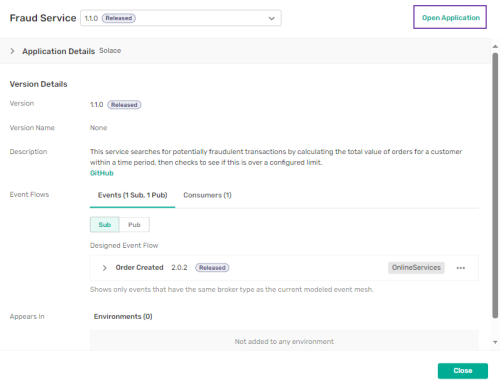 Fraud Service 1.1.0 Released Open Application
Application Details Solace
Version Details
Version 1.1.0 Released
Version Name None
Description This service searches for potentially fraudulent transactions by calculating the total value of orders for a customer
within a time period, then checks to see if this is over a configured limit.
GitHub
Event Flows Events (1 Sub, 1 Pub) Consumers (1)
Sub Pub
Designed Event Flow
Order Created 2.0.2 Released OnlineServices
Shows only events that have the same broker type as the current modeled event mesh.
Appears In Environments (0)
Not added to any environment
Close